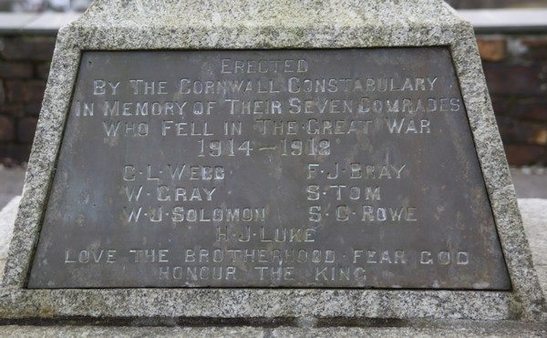 ERECTED
BY THE CORNWALL CONSTABULARY
IN MEMORY OF THEIR SEVEN COMRADES
WHO FELL IN THE GREAT WAR
1914-1918
C. L. WEBB F. J. BRAY
W. GRAY S. TOM
W. J. SOLOMON S. C. ROWE
H. J. LUKE
LOVE THE BROTHERHOOD. FEAR GOD
HONOUR THE KING